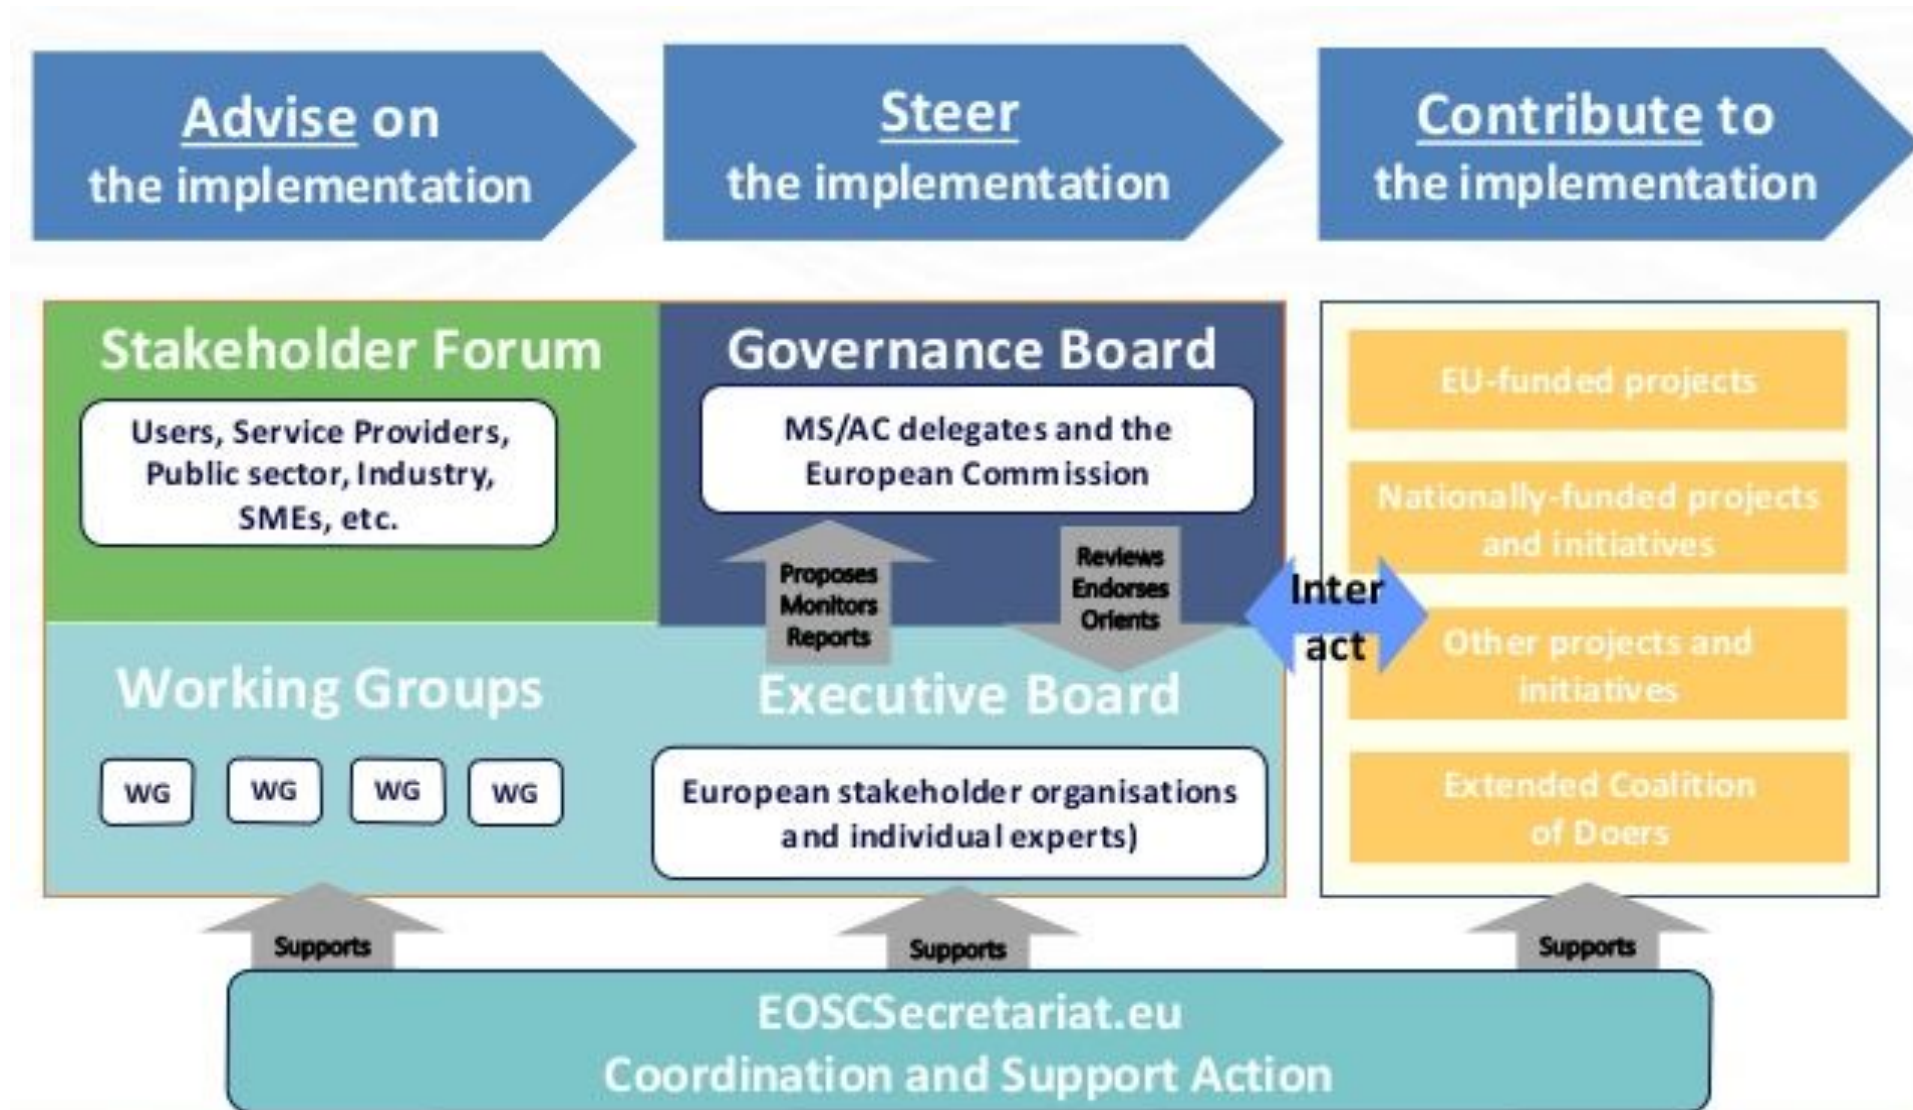 Advise on
the implementation
Steer
the implementation
Contribute to
the implementation
Stakeholder Forum
Users, Service Providers,
Public sector, Industry,
SMEs, etc.
Governance Board
MS/AC delegates and the
European Commission
Proposes
Monitors
Reports
Reviews
Endorses
Orients
Working Groups
WG
WG
WG
WG
Executive Board
European stakeholder organisations
and individual experts)
Inter
act
EU-funded projects
Nationally-funded projects
and initiatives
Other projects and
initiatives
Extended Coalition
of Doers
Supports
Supports
Supports
EOSCSecretariat.eu
Coordination and Support Action